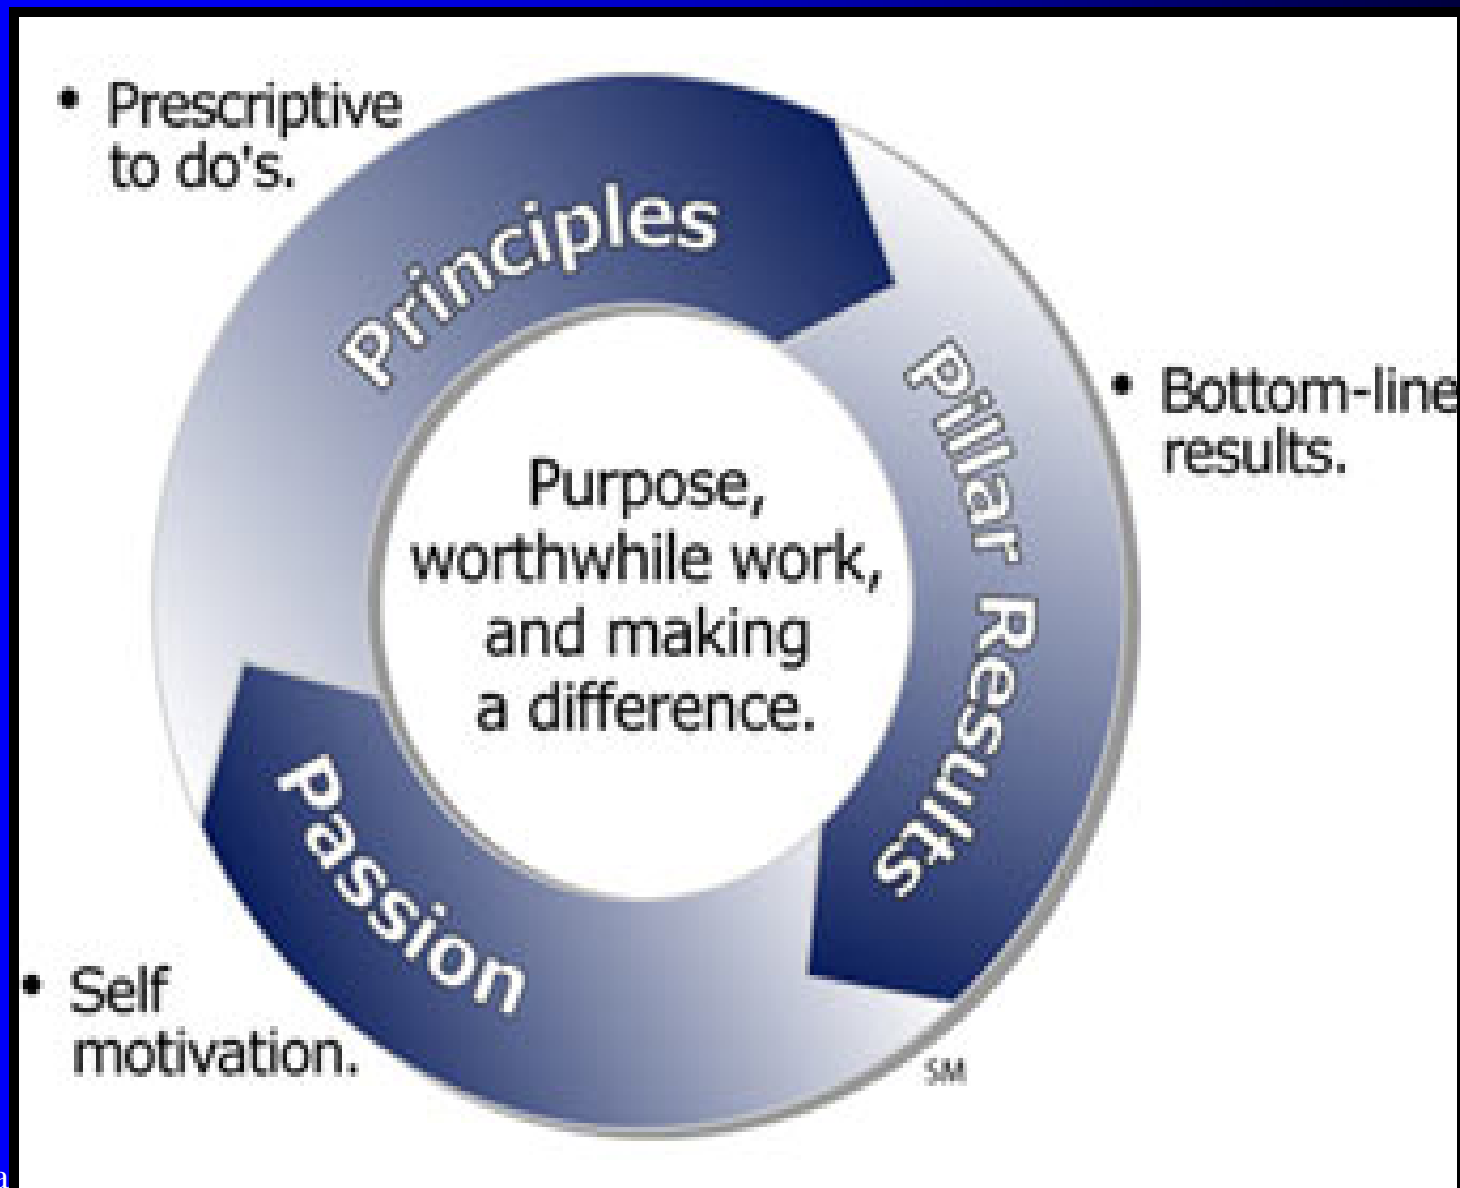 • Prescriptive
to do's.
Principles
Pillar Results
• Bottom-line
results.
Purpose,
worthwhile work,
and making
a difference.
Passion
• Self
motivation.
SM
a